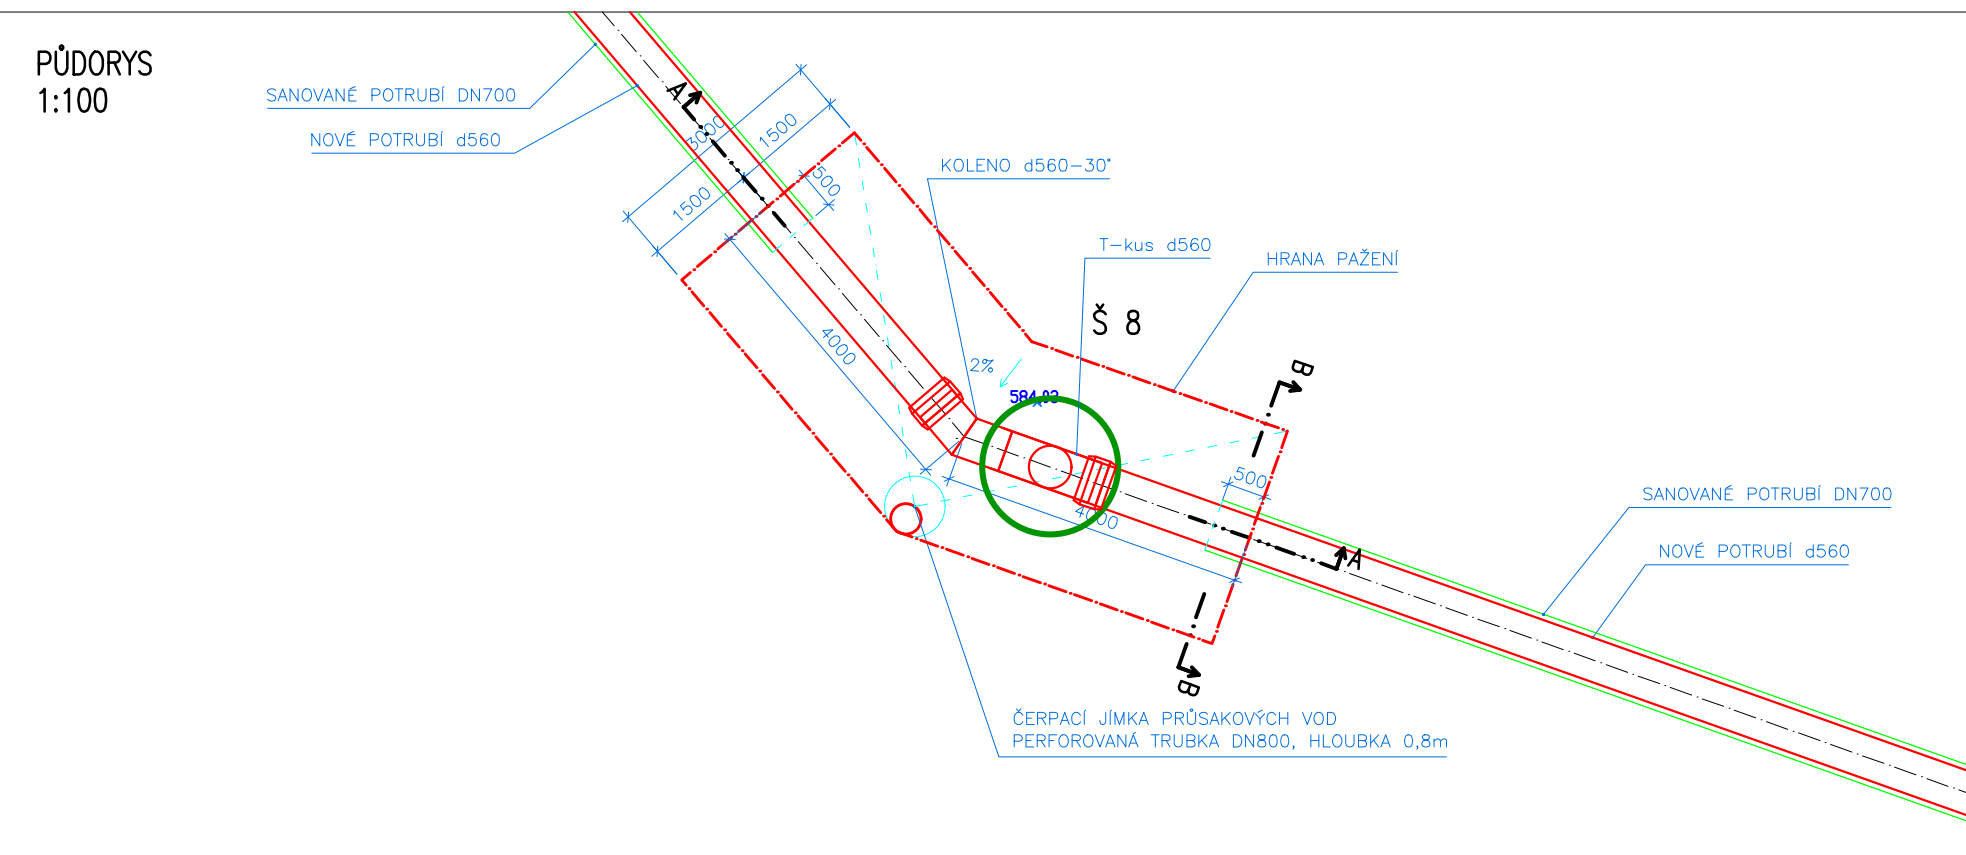 PŮDORYS
1:100
SANOVANÉ POTRUBÍ DN700
NOVÉ POTRUBÍ d560
A
3000
1500
1500
500
KOLENO d560-30°
T-kus d560
HRANA PAŽENÍ
Š 8
4000
2%
584.03
B
500
4000
SANOVANÉ POTRUBÍ DN700
NOVÉ POTRUBÍ d560
A
B
ČERPACÍ JÍMKA PRŮSAKOVÝCH VOD
PERFOROVANÁ TRUBKA DN800, HLOUBKA 0,8m